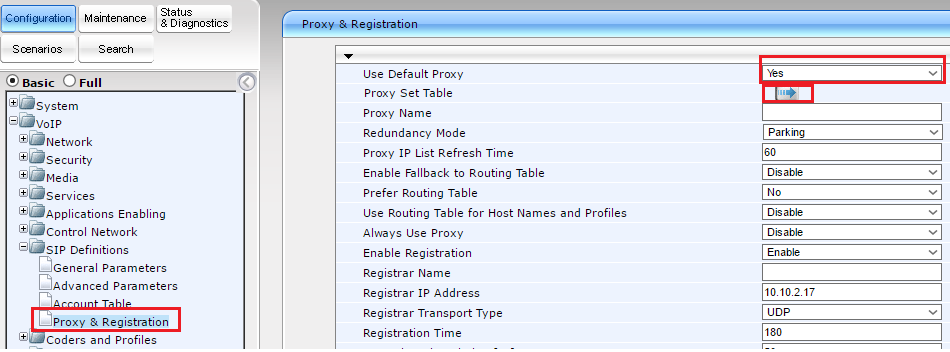 Configuration
Maintenance
Status
& Diagnostics
Scenarios
Search
Basic
Full
System
VoIP
Network
Security
Media
Services
Applications Enabling
Control Network
SIP Definitions
General Parameters
Advanced Parameters
Account Table
Proxy & Registration
Coders and Profiles
Proxy & Registration
Use Default Proxy Yes
Proxy Set Table
Proxy Name
Redundancy Mode Parking
Proxy IP List Refresh Time 60
Enable Fallback to Routing Table Disable
Prefer Routing Table No
Use Routing Table for Host Names and Profiles Disable
Always Use Proxy Disable
Enable Registration Enable
Registrar Name
Registrar IP Address 10.10.2.17
Registrar Transport Type UDP
Registration Time 180